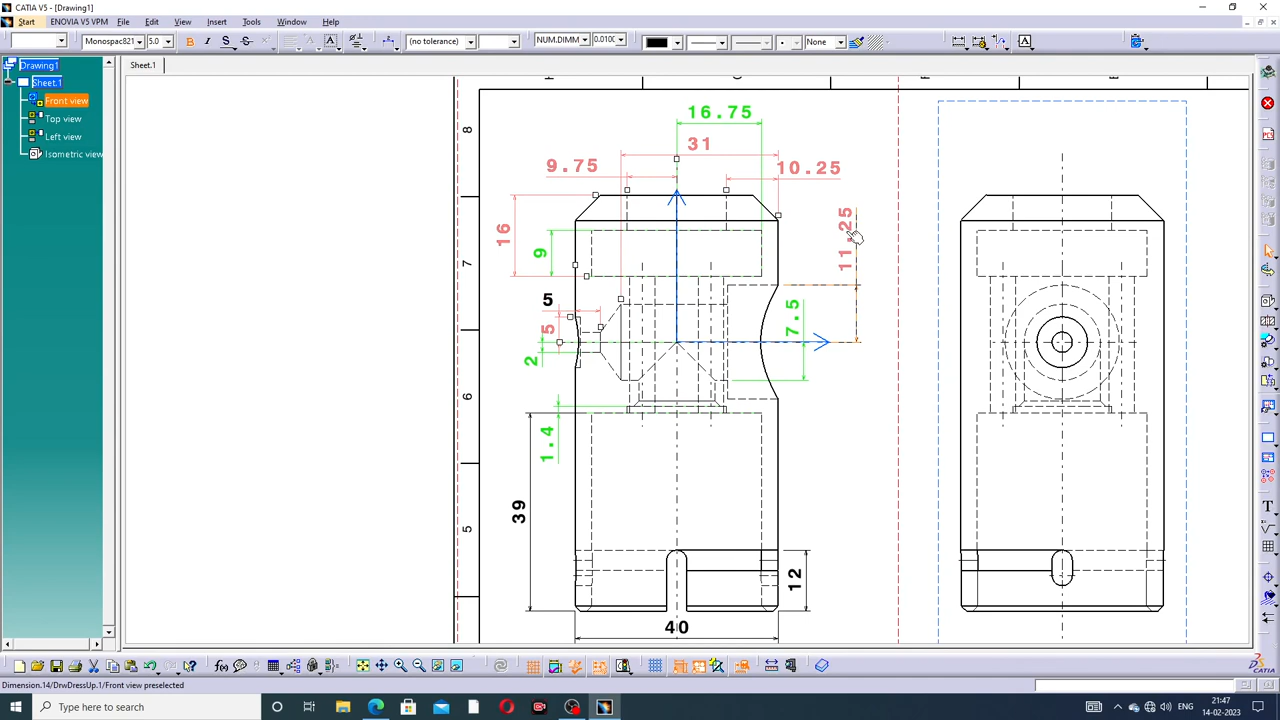 CATIA V5 - [Drawing1]
Start ENOVIA V5 VPM File Edit View Insert Tools Window Help
Monospac821 5.0 B I S S A (no tolerance) NUM.DIMM 0.0100 None A
Drawing1
Sheet.1
Front view
Top view
Left view
Isometric view
Sheet.1
8
7
6
5
16.75
31
9.75
10.25
16
9
11.25
5
5
7.5
2
1.4
39
12
40
T
f(x)
CATIA
Dimension.14/DrwDressUp.1/Front view preselected
Type here to search
ENG
21:47
14-02-2023